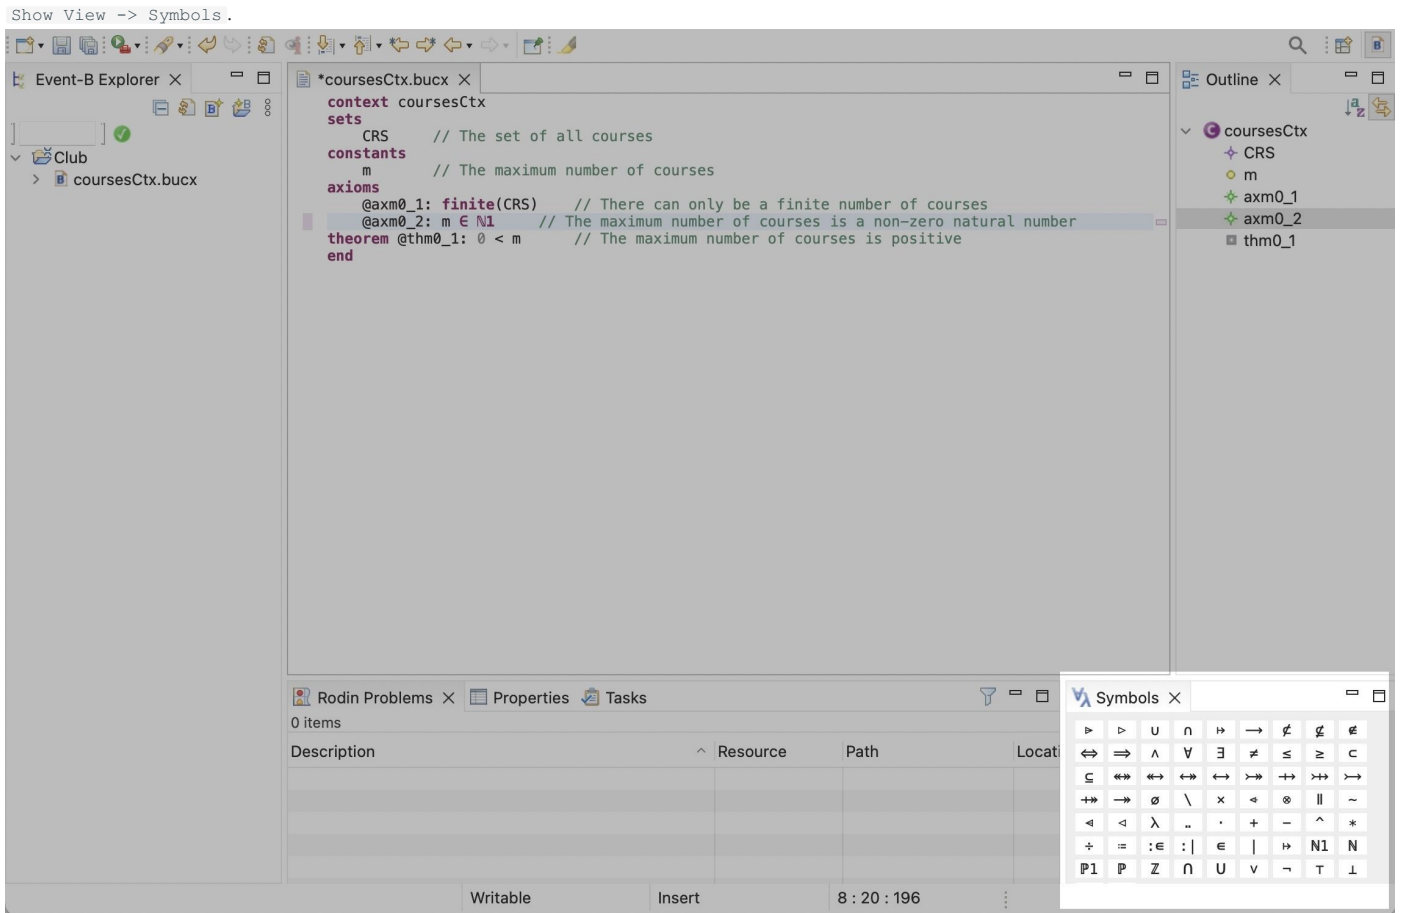 Show View -> Symbols.
Event-B Explorer
Club
coursesCtx.bucx
*coursesCtx.bucx
context coursesCtx
sets
CRS // The set of all courses
constants
m // The maximum number of courses
axioms
@axm0_1: finite(CRS) // There can only be a finite number of courses
@axm0_2: m ∈ ℕ1 // The maximum number of courses is a non-zero natural number
theorem @thm0_1: 0 < m // The maximum number of courses is positive
end
Outline
coursesCtx
CRS
m
axm0_1
axm0_2
thm0_1
Rodin Problems Properties Tasks
0 items
Description Resource Path Locati
Symbols
⩥ ▷ ∪ ∩ ⇸ → ⊄ ⊈ ∉
⇔ ⇒ ∧ ∀ ∃ ≠ ≤ ≥ ⊂
⊆  ↔ ⤖ ⤔ ↣
⤀ ↠ ∅ \ ×  ⊗ ∥ ∼
⩤ ◁ λ ‥ · + − ^ ∗
÷ ≔ :∈ :∣ ∈ ∣ ↦ ℕ1 ℕ
ℙ1 ℙ ℤ ⋂ ⋃ ∨ ¬ ⊤ ⊥
Writable Insert 8 : 20 : 196